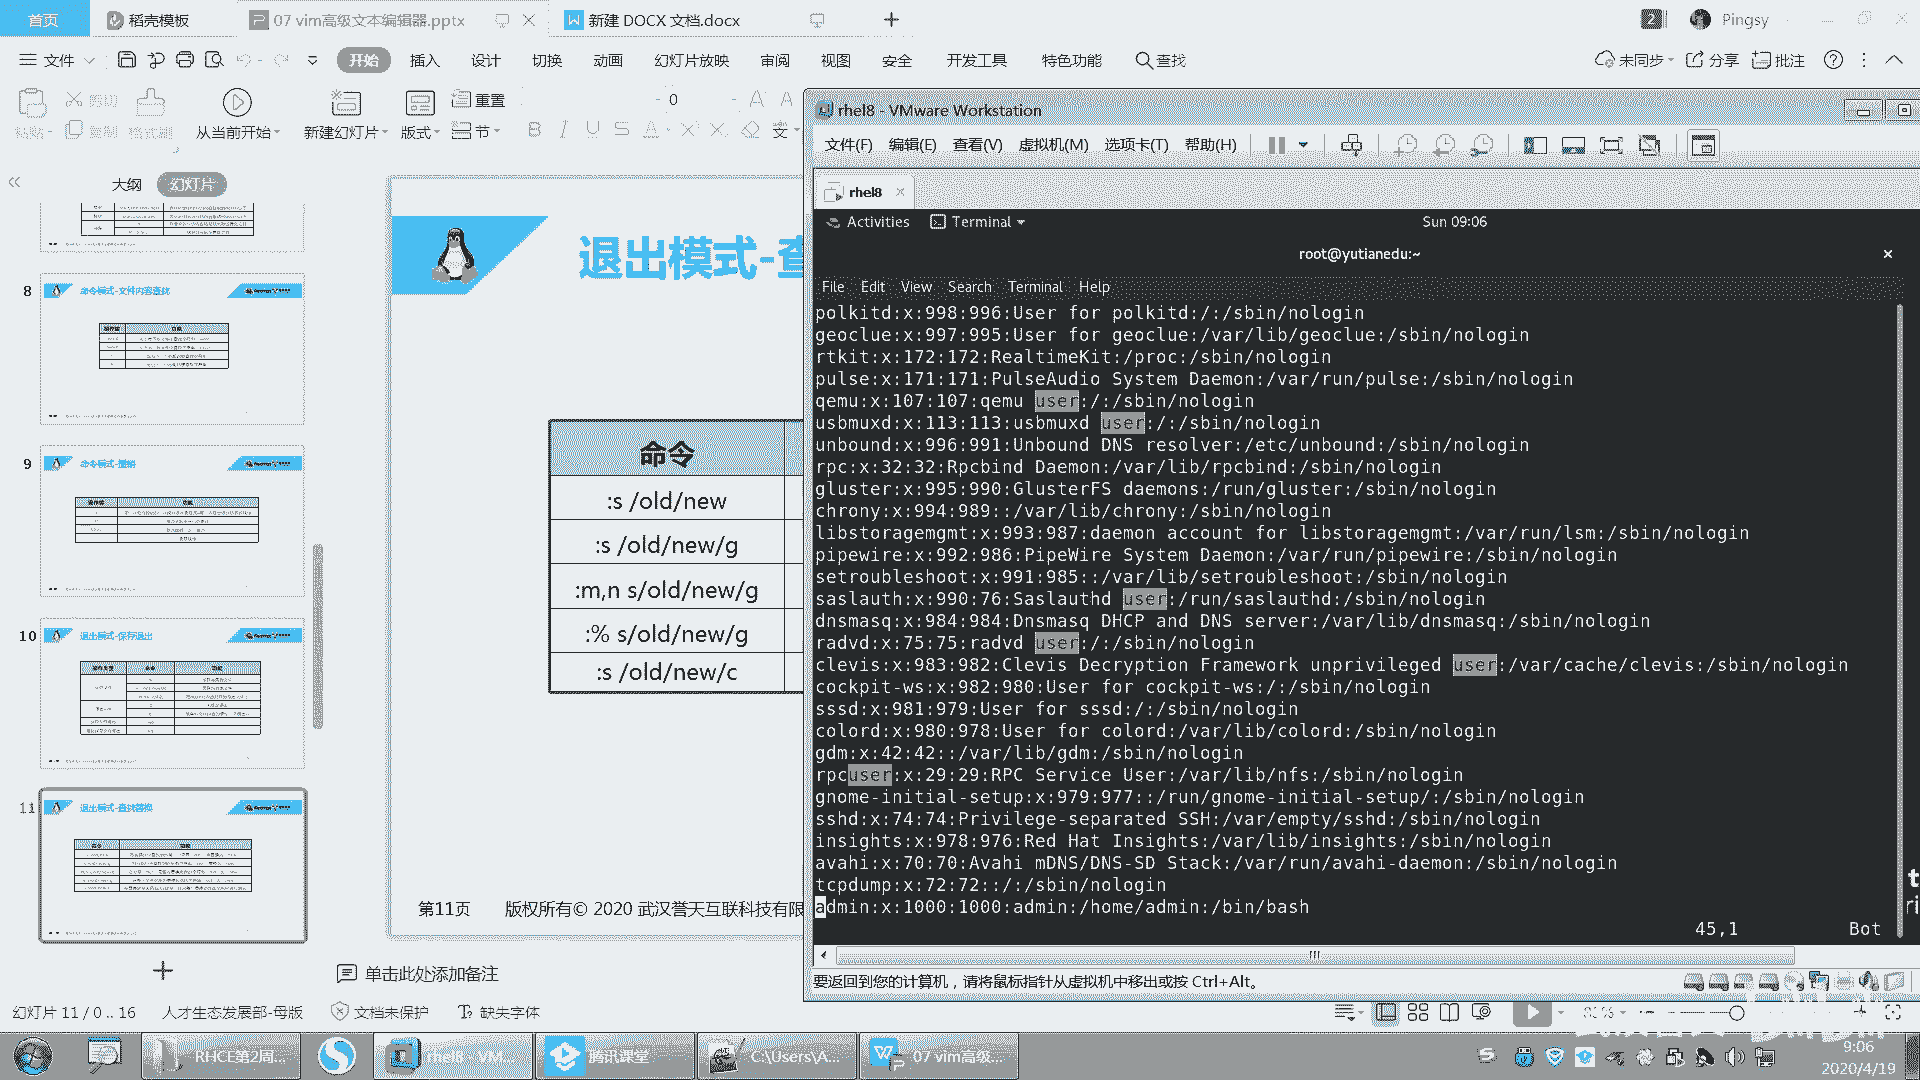 首页
稻壳模板
07 vim高级文本编辑器.pptx
新建 DOCX 文档.docx
2
Pingsy
文件
开始
插入
设计
切换
动画
幻灯片放映
审阅
视图
安全
开发工具
特色功能
查找
未同步
分享
批注
粘贴
剪切
复制
格式刷
从当前开始
新建幻灯片
版式
重置
节
0
大纲
幻灯片
8
命令模式-文件内容查找
9
命令模式-撤销
10
退出模式-保存退出
11
退出模式-查找替换
退出模式-查
命令
:s /old/new
:s /old/new/g
:m,n s/old/new/g
:% s/old/new/g
:s /old/new/c
第11页
版权所有© 2020 武汉誉天互联科技有限
单击此处添加备注
幻灯片 11 / 0 .. 16
人才生态发展部-母版
文档未保护
缺失字体
rhel8 - VMware Workstation
文件(F)
编辑(E)
查看(V)
虚拟机(M)
选项卡(T)
帮助(H)
rhel8
Activities
Terminal
Sun 09:06
root@yutianedu:~
File Edit View Search Terminal Help
polkitd:x:998:996:User for polkitd:/:/sbin/nologin
geoclue:x:997:995:User for geoclue:/var/lib/geoclue:/sbin/nologin
rtkit:x:172:172:RealtimeKit:/proc:/sbin/nologin
pulse:x:171:171:PulseAudio System Daemon:/var/run/pulse:/sbin/nologin
qemu:x:107:107:qemu user:/:/sbin/nologin
usbmuxd:x:113:113:usbmuxd user:/:/sbin/nologin
unbound:x:996:991:Unbound DNS resolver:/etc/unbound:/sbin/nologin
rpc:x:32:32:Rpcbind Daemon:/var/lib/rpcbind:/sbin/nologin
gluster:x:995:990:GlusterFS daemons:/run/gluster:/sbin/nologin
chrony:x:994:989::/var/lib/chrony:/sbin/nologin
libstoragemgmt:x:993:987:daemon account for libstoragemgmt:/var/run/lsm:/sbin/nologin
pipewire:x:992:986:PipeWire System Daemon:/var/run/pipewire:/sbin/nologin
setroubleshoot:x:991:985::/var/lib/setroubleshoot:/sbin/nologin
saslauth:x:990:76:Saslauthd user:/run/saslauthd:/sbin/nologin
dnsmasq:x:984:984:Dnsmasq DHCP and DNS server:/var/lib/dnsmasq:/sbin/nologin
radvd:x:75:75:radvd user:/:/sbin/nologin
clevis:x:983:982:Clevis Decryption Framework unprivileged user:/var/cache/clevis:/sbin/nologin
cockpit-ws:x:982:980:User for cockpit-ws:/:/sbin/nologin
sssd:x:981:979:User for sssd:/:/sbin/nologin
colord:x:980:978:User for colord:/var/lib/colord:/sbin/nologin
gdm:x:42:42::/var/lib/gdm:/sbin/nologin
rpcuser:x:29:29:RPC Service User:/var/lib/nfs:/sbin/nologin
gnome-initial-setup:x:979:977::/run/gnome-initial-setup/:/sbin/nologin
sshd:x:74:74:Privilege-separated SSH:/var/empty/sshd:/sbin/nologin
insights:x:978:976:Red Hat Insights:/var/lib/insights:/sbin/nologin
avahi:x:70:70:Avahi mDNS/DNS-SD Stack:/var/run/avahi-daemon:/sbin/nologin
tcpdump:x:72:72::/:/sbin/nologin
admin:x:1000:1000:admin:/home/admin:/bin/bash
45,1
Bot
要返回到您的计算机，请将鼠标指针从虚拟机中移出或按 Ctrl+Alt。
RHCE第2周...
rhel8 - VM...
腾讯课堂
C:\Users\A...
07 vim高级...
9:06
2020/4/19